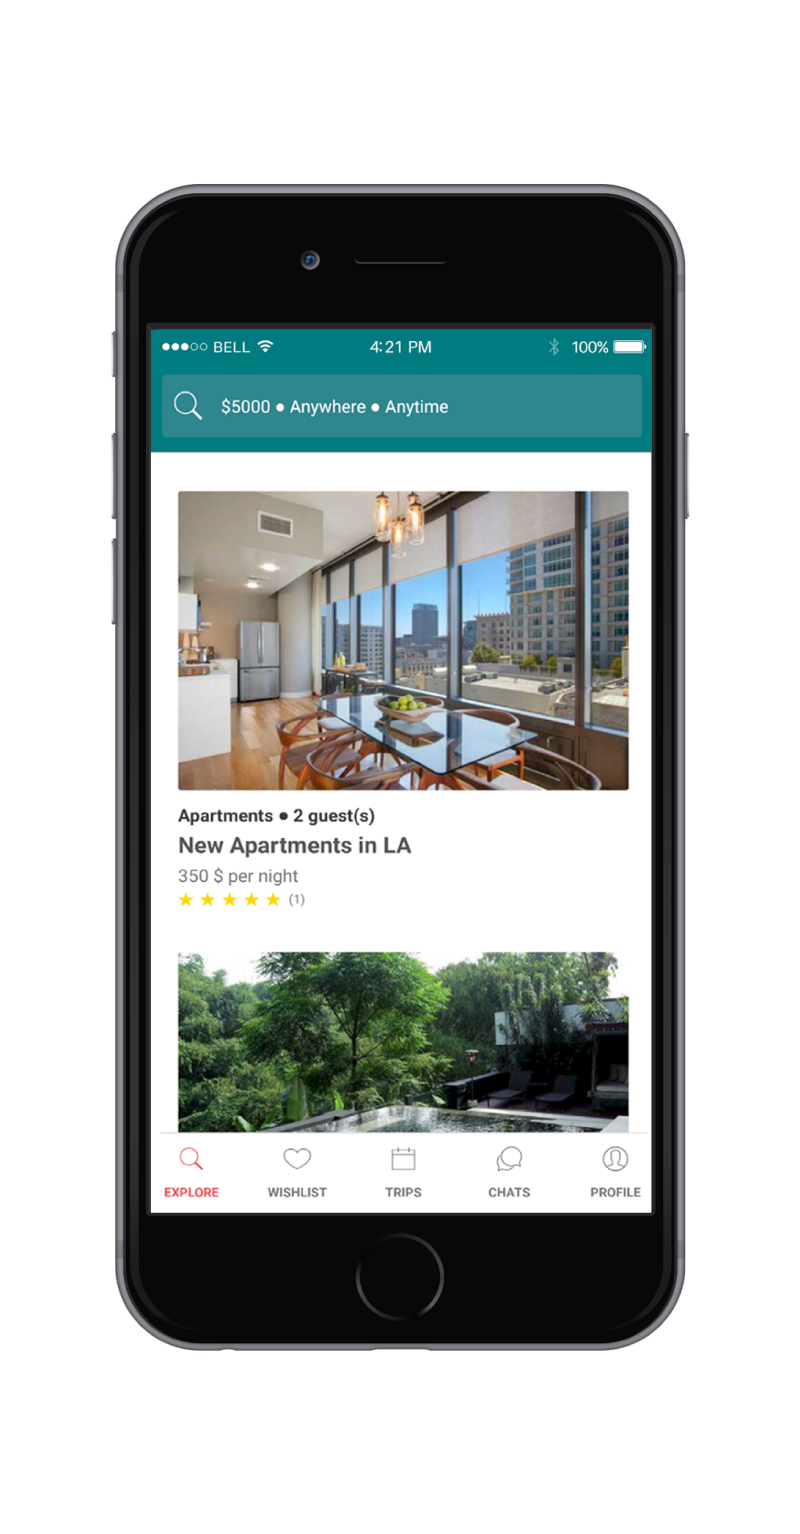 BELL 4:21 PM 100%
$5000 ● Anywhere ● Anytime
Apartments ● 2 guest(s)
New Apartments in LA
350 $ per night
★ ★ ★ ★ ★ (1)
EXPLORE WISHLIST TRIPS CHATS PROFILE